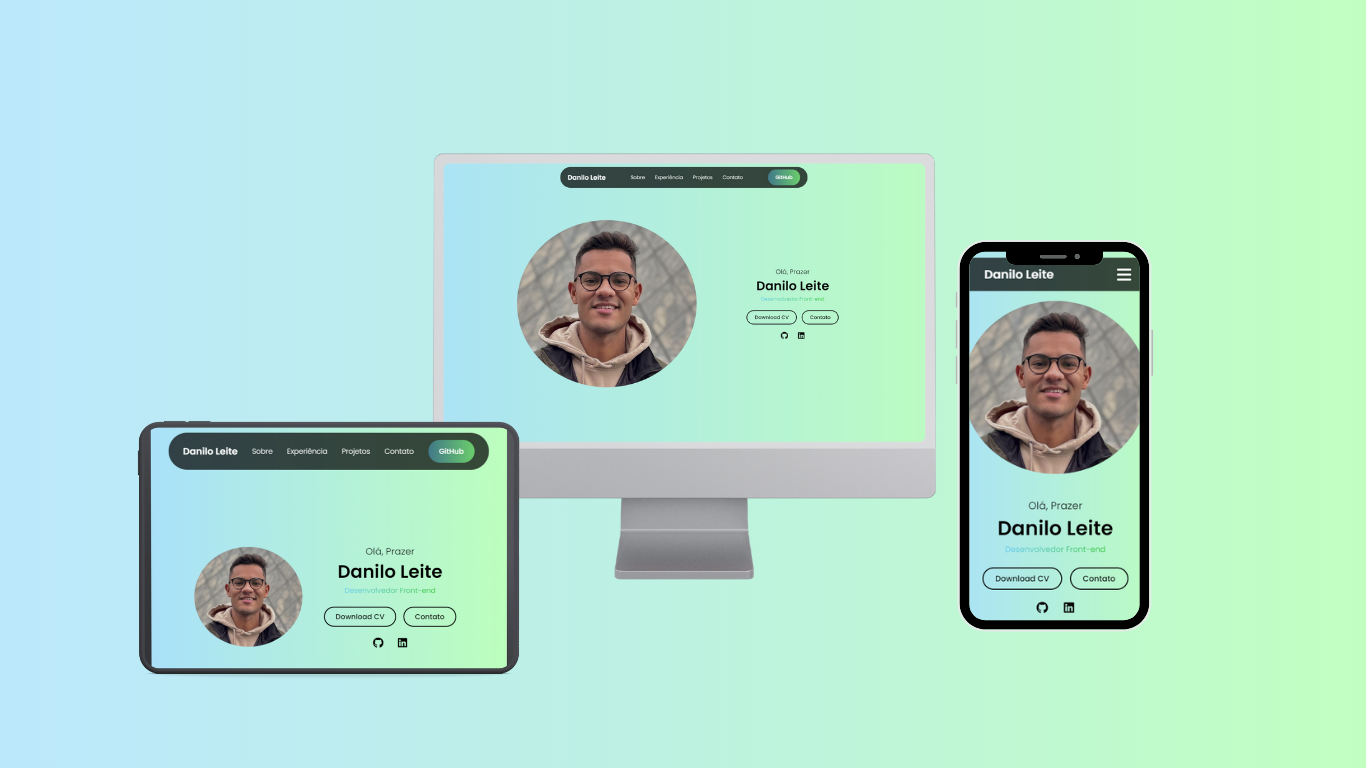 Danilo Leite Sobre Experiência Projetos Contato GitHub
Olá, Prazer
Danilo Leite
Desenvolvedor Front-end
Download CV Contato
Danilo Leite
Olá, Prazer
Danilo Leite
Desenvolvedor Front-end
Download CV Contato
Danilo Leite Sobre Experiência Projetos Contato GitHub
Olá, Prazer
Danilo Leite
Desenvolvedor Front-end
Download CV Contato